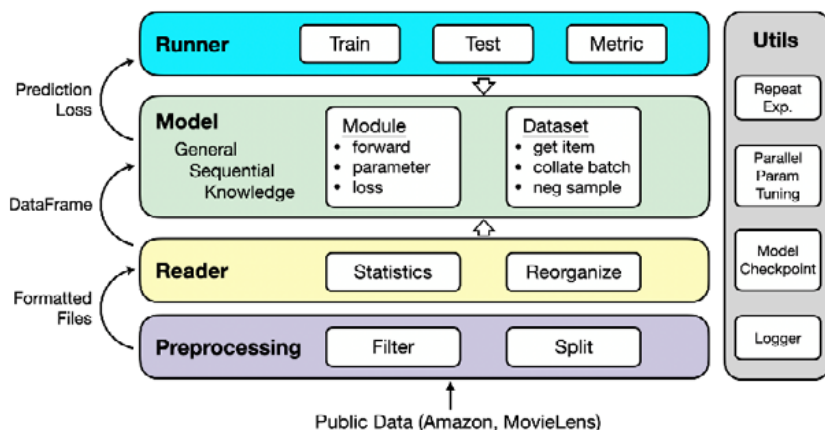 Runner
Train
Test
Metric
Prediction
Loss
Model
General
Sequential
Knowledge
Module
• forward
• parameter
• loss
Dataset
• get item
• collate batch
• neg sample
DataFrame
Reader
Statistics
Reorganize
Formatted
Files
Preprocessing
Filter
Split
Public Data (Amazon, MovieLens)
Utils
Repeat
Exp.
Parallel
Param
Tuning
Model
Checkpoint
Logger